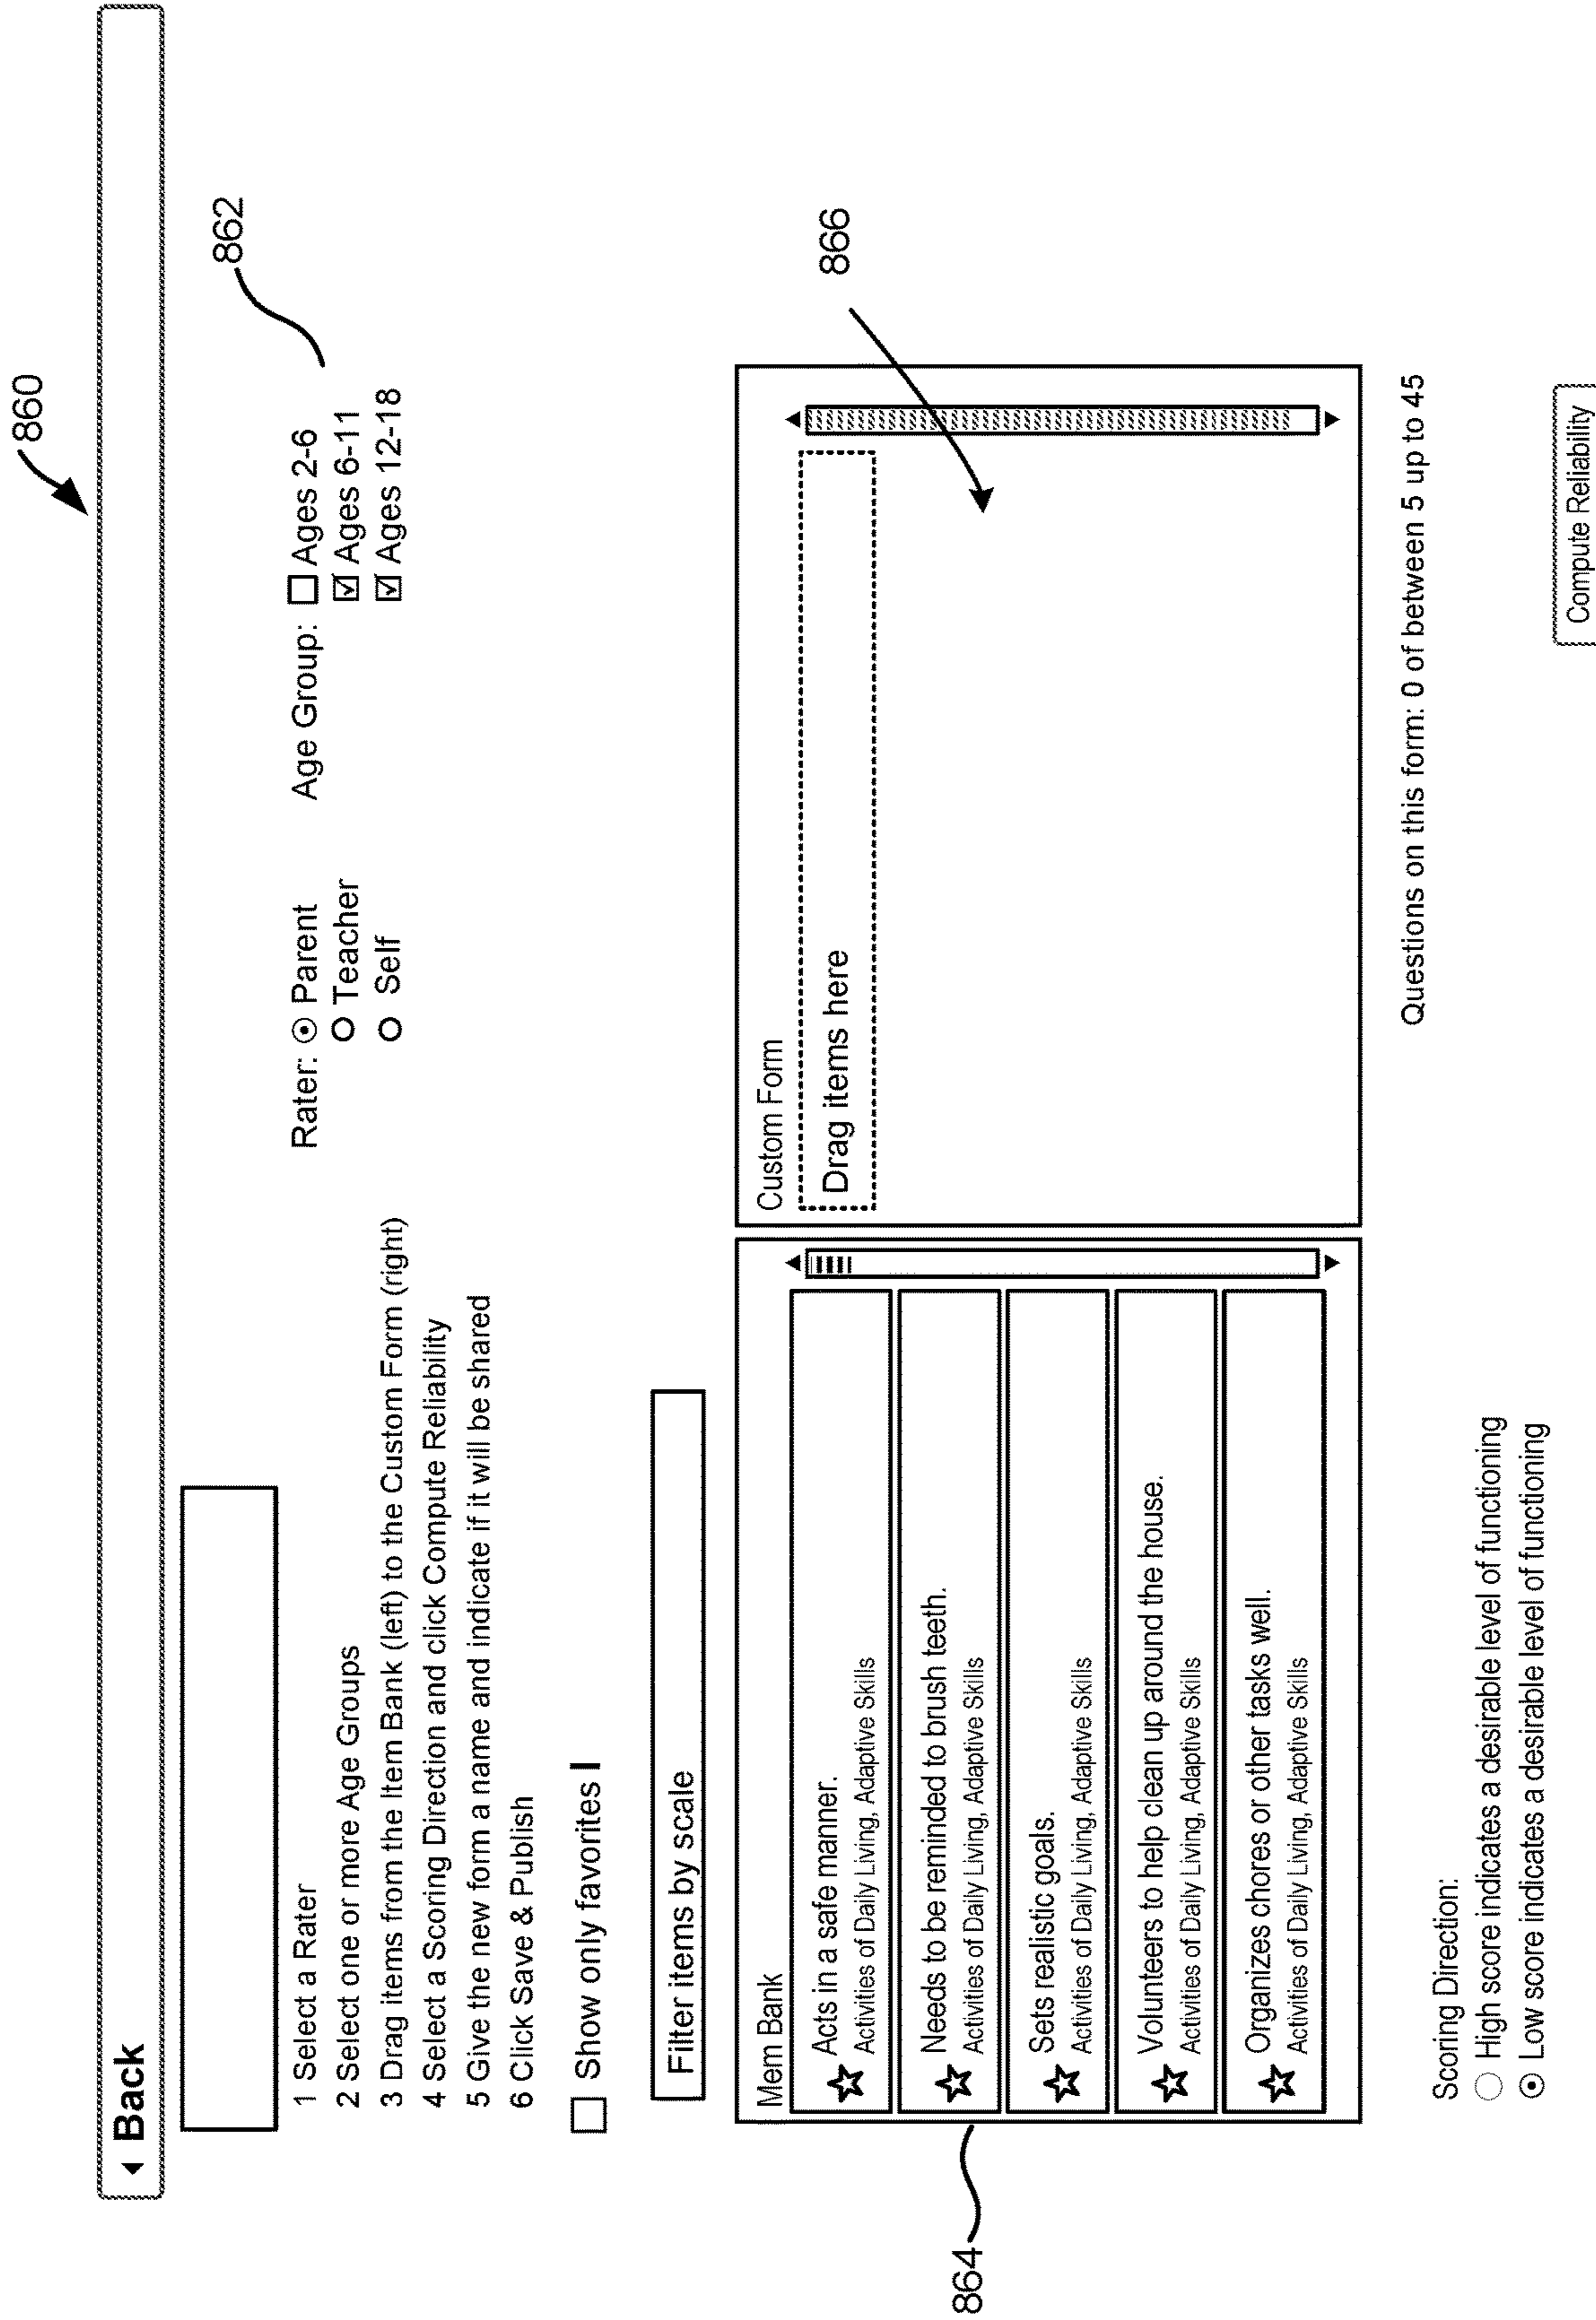 860
Back
862
1 Select a Rater
2 Select one or more Age Groups
3 Drag items from the Item Bank (left) to the Custom Form (right)
4 Select a Scoring Direction and click Compute Reliability
5 Give the new form a name and indicate if it will be shared
6 Click Save & Publish
Rater: Parent
Teacher
Self
Age Group: Ages 2-6
Ages 6-11
Ages 12-18
Show only favorites
Filter items by scale
Mem Bank
Acts in a safe manner.
Activities of Daily Living, Adaptive Skills
Needs to be reminded to brush teeth.
Activities of Daily Living, Adaptive Skills
Sets realistic goals.
Activities of Daily Living, Adaptive Skills
Volunteers to help clean up around the house.
Activities of Daily Living, Adaptive Skills
Organizes chores or other tasks well.
Activities of Daily Living, Adaptive Skills
864
Custom Form
Drag items here
866
Questions on this form: 0 of between 5 up to 45
Scoring Direction:
High score indicates a desirable level of functioning
Low score indicates a desirable level of functioning
Compute Reliability